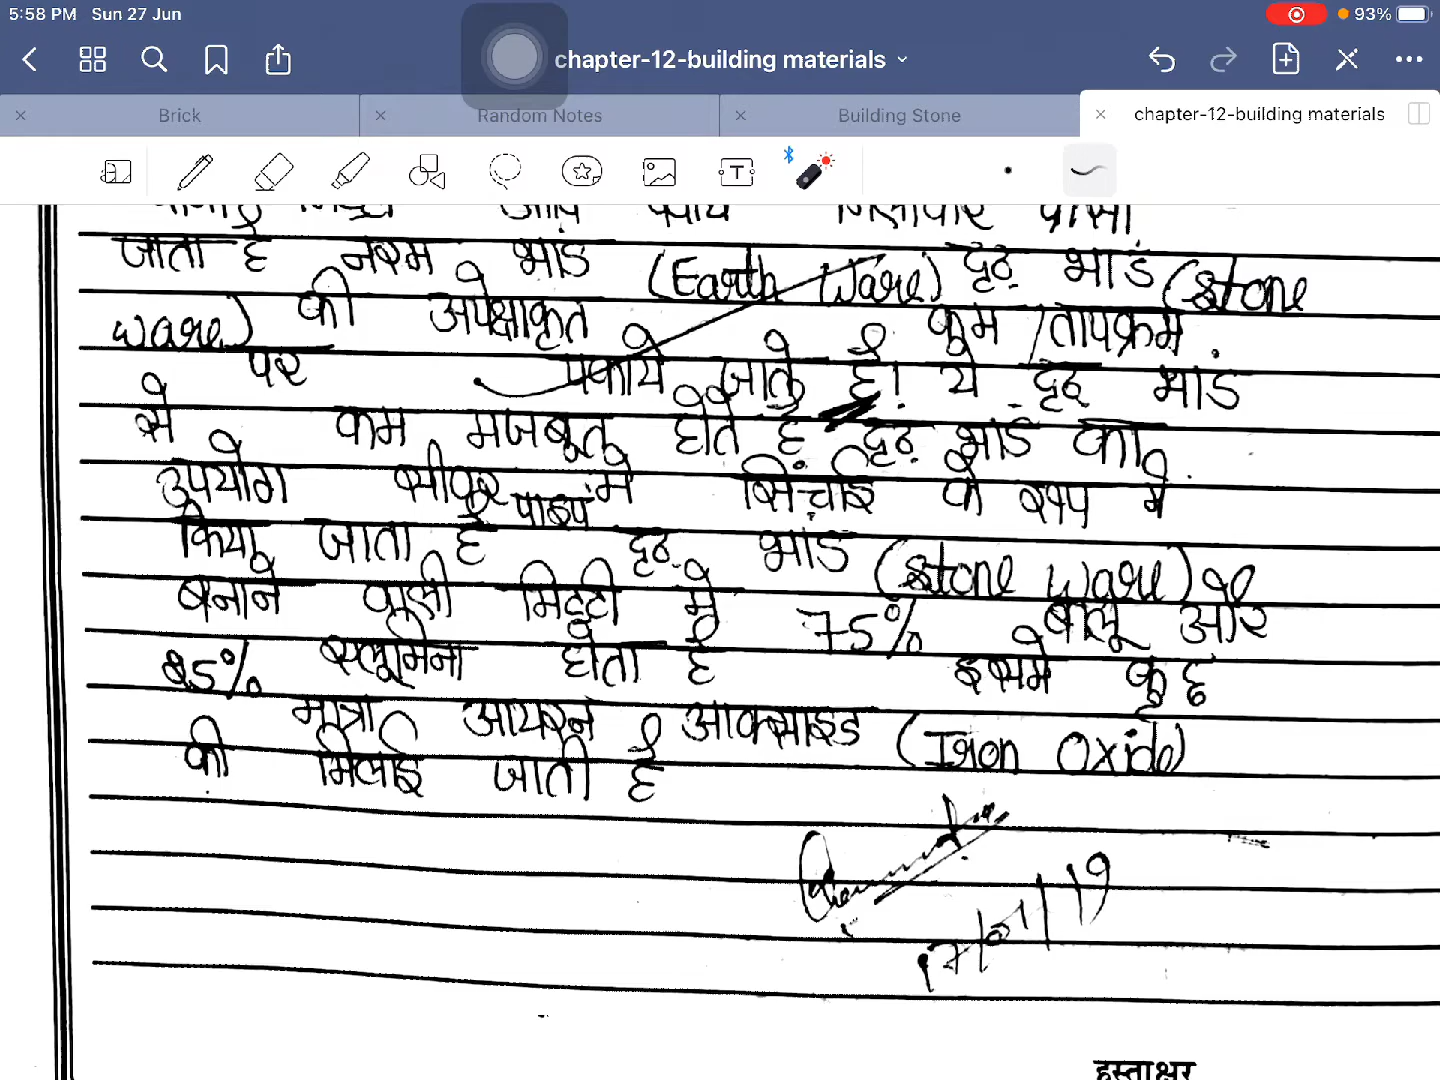 5:58 PM Sun 27 Jun
93%
chapter-12-building materials
Brick
Random Notes
Building Stone
chapter-12-building materials
जाता है नरम भांड (Earth Ware) दृढ़ भांड (stone
ware) की अपेक्षाकृत कम तापक्रम
पर पकाये जाते है। ये दृढ़ भांड
से कम मजबूत होते है दृढ़ भांड का
उपयोग सीवर पाइप में सिंचाई के रूप मे
किया जाता है दृढ़ भांड (stone ware)
बनाने मिट्टी मे 75% बालू और
25% एलूमिना होता है इसमे कुछ
मात्रा आयरन आक्साइड (Iron Oxide)
की मिलाई जाती है
हस्ताक्षर